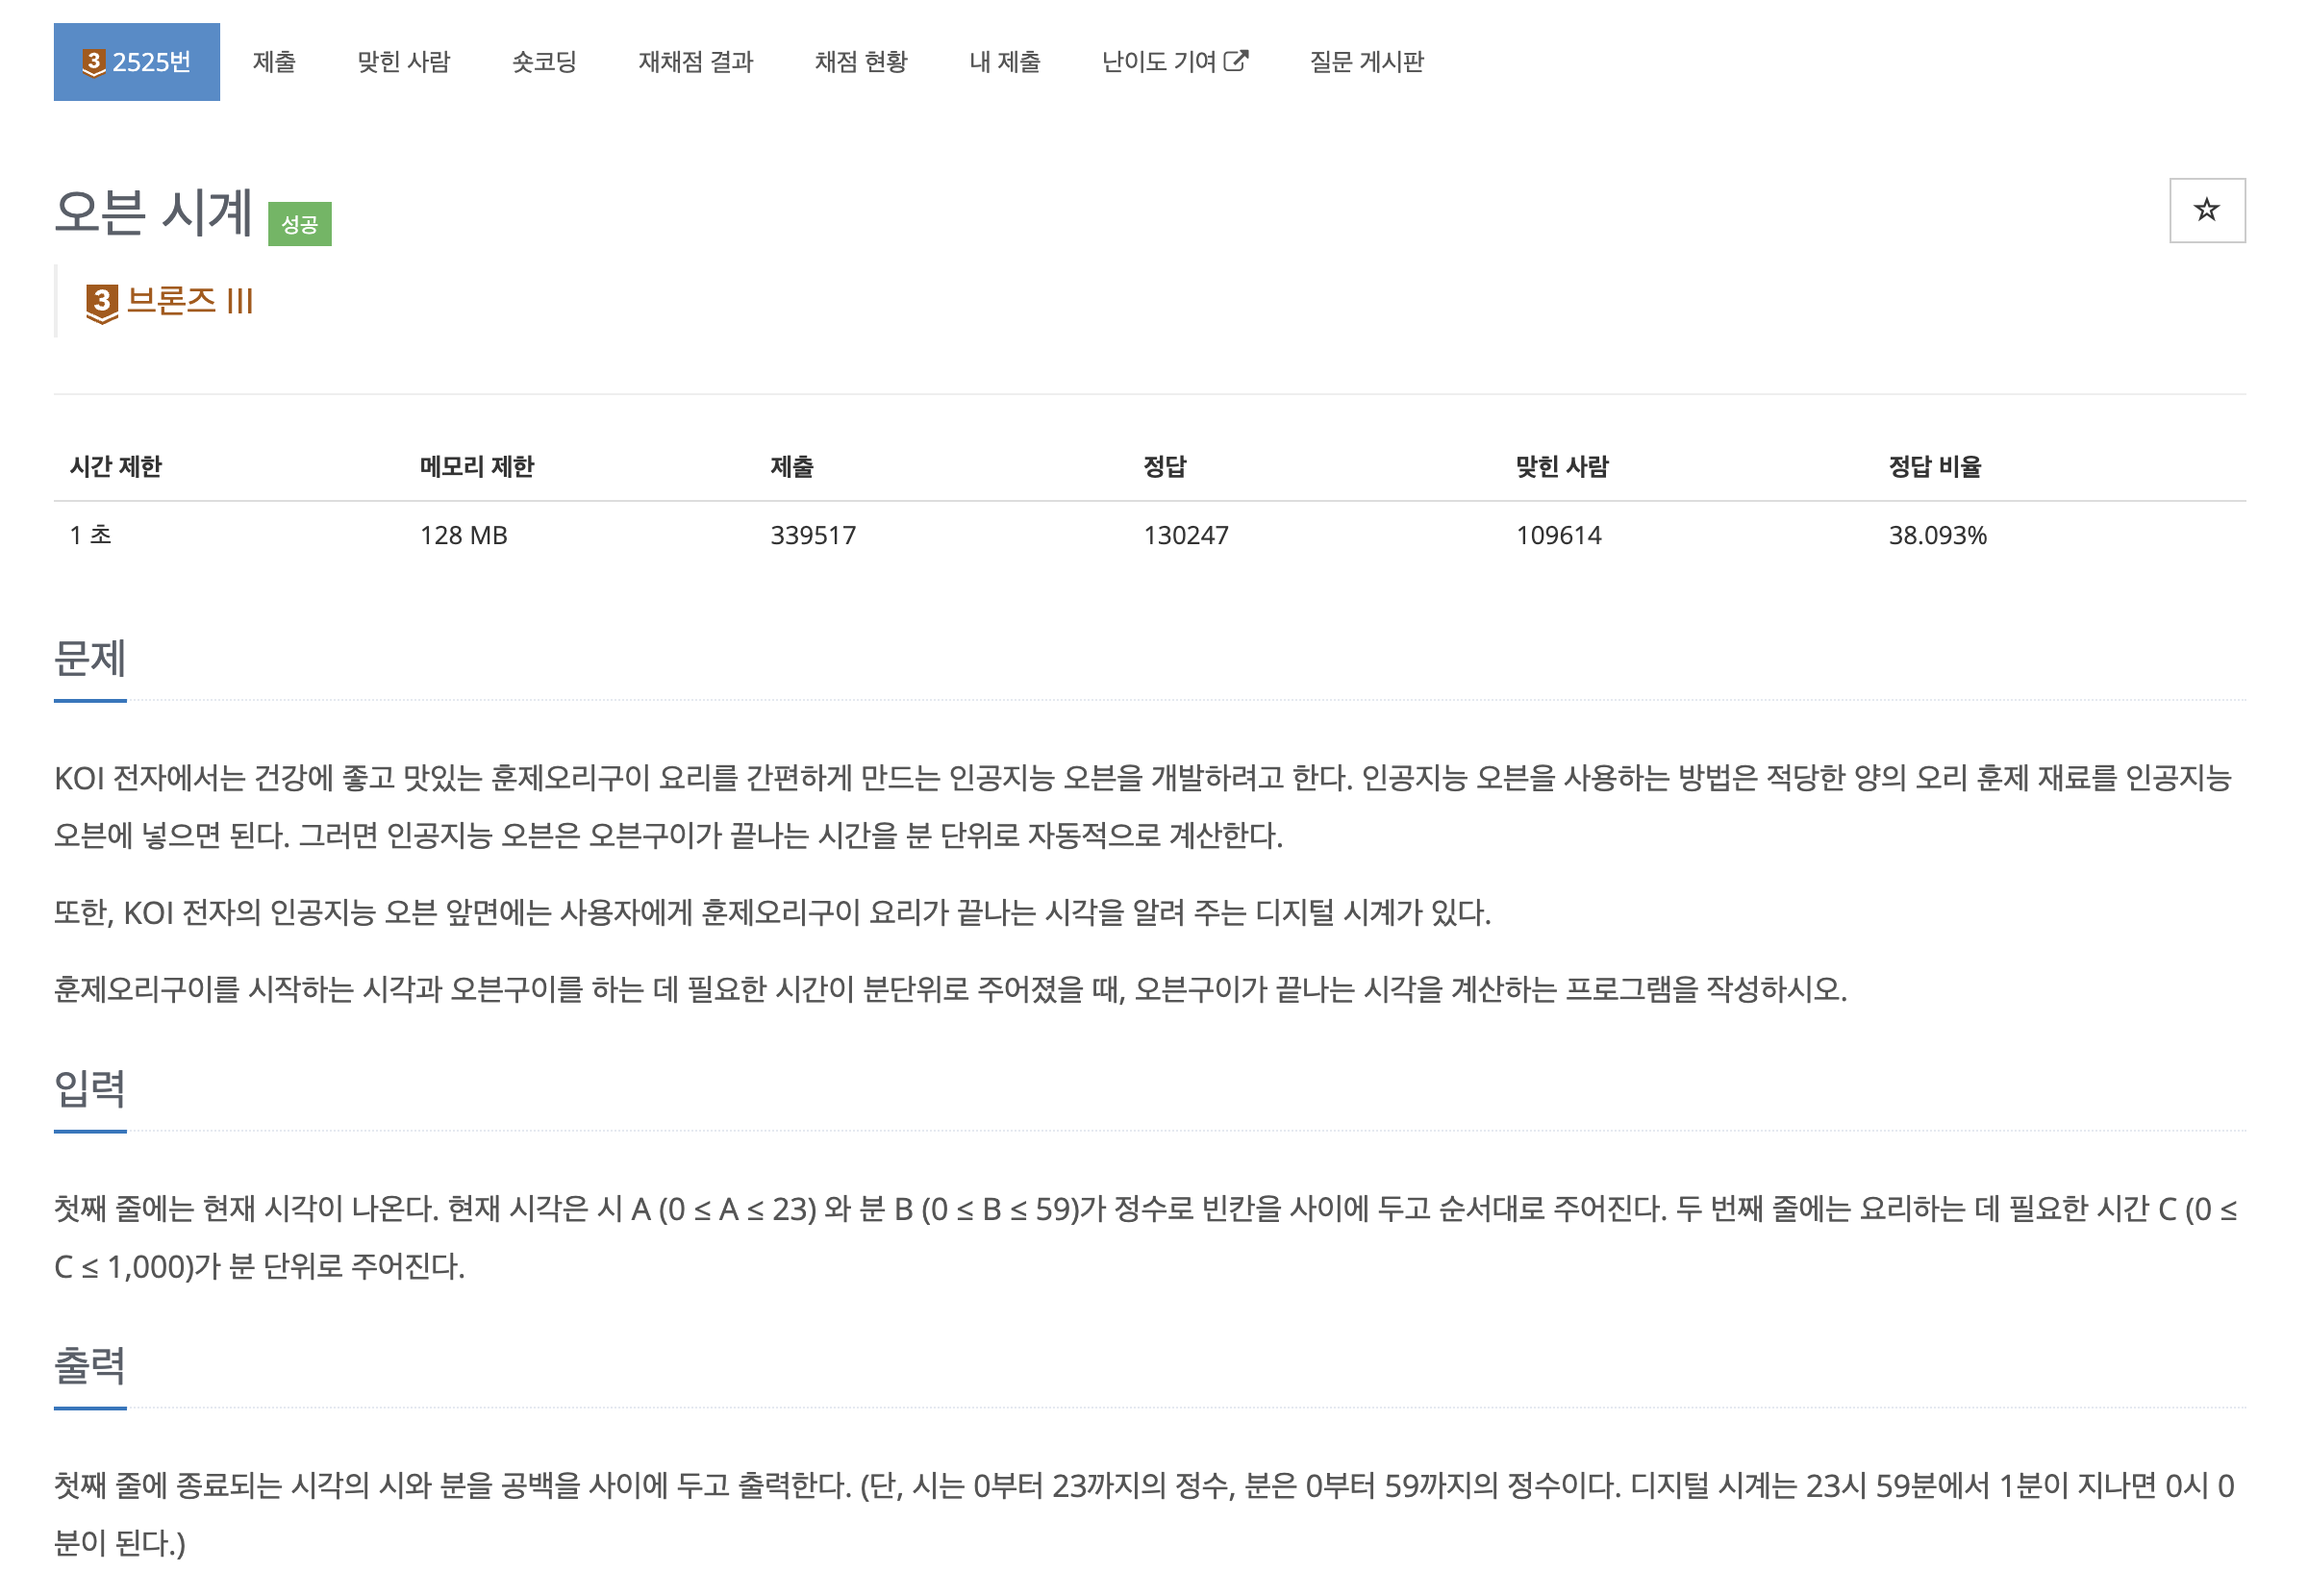 3 2525번 제출 맞힌 사람 숏코딩 재채점 결과 채점 현황 내 제출 난이도 기여 질문 게시판
오븐 시계 성공
3 브론즈 III
시간 제한 메모리 제한 제출 정답 맞힌 사람 정답 비율
1 초 128 MB 339517 130247 109614 38.093%
문제
KOI 전자에서는 건강에 좋고 맛있는 훈제오리구이 요리를 간편하게 만드는 인공지능 오븐을 개발하려고 한다. 인공지능 오븐을 사용하는 방법은 적당한 양의 오리 훈제 재료를 인공지능
오븐에 넣으면 된다. 그러면 인공지능 오븐은 오븐구이가 끝나는 시간을 분 단위로 자동적으로 계산한다.
또한, KOI 전자의 인공지능 오븐 앞면에는 사용자에게 훈제오리구이 요리가 끝나는 시각을 알려 주는 디지털 시계가 있다.
훈제오리구이를 시작하는 시각과 오븐구이를 하는 데 필요한 시간이 분단위로 주어졌을 때, 오븐구이가 끝나는 시각을 계산하는 프로그램을 작성하시오.
입력
첫째 줄에는 현재 시각이 나온다. 현재 시각은 시 A (0 ≤ A ≤ 23) 와 분 B (0 ≤ B ≤ 59)가 정수로 빈칸을 사이에 두고 순서대로 주어진다. 두 번째 줄에는 요리하는 데 필요한 시간 C (0 ≤
C ≤ 1,000)가 분 단위로 주어진다.
출력
첫째 줄에 종료되는 시각의 시와 분을 공백을 사이에 두고 출력한다. (단, 시는 0부터 23까지의 정수, 분은 0부터 59까지의 정수이다. 디지털 시계는 23시 59분에서 1분이 지나면 0시 0
분이 된다.)